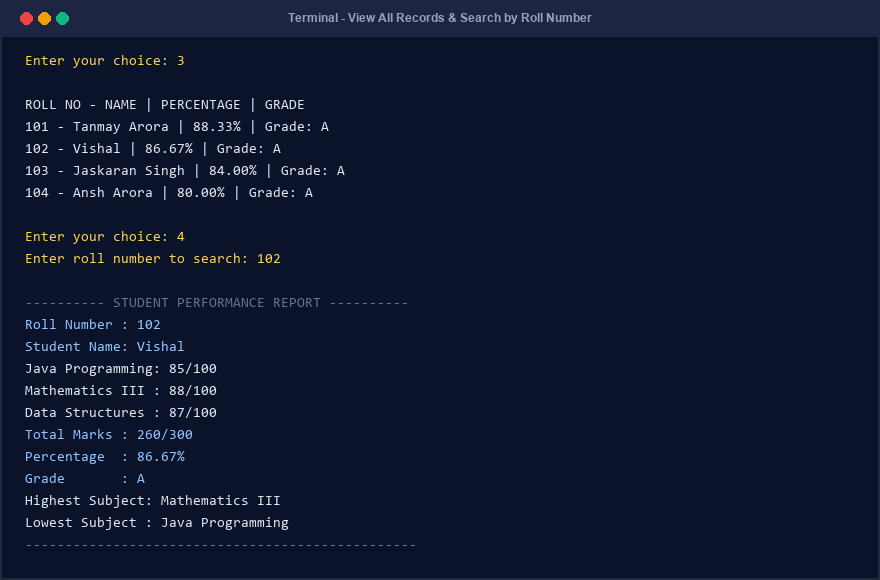 Terminal - View All Records & Search by Roll Number
Enter your choice: 3
ROLL NO - NAME | PERCENTAGE | GRADE
101 - Tanmay Arora | 88.33% | Grade: A
102 - Vishal | 86.67% | Grade: A
103 - Jaskaran Singh | 84.00% | Grade: A
104 - Ansh Arora | 80.00% | Grade: A
Enter your choice: 4
Enter roll number to search: 102
---------- STUDENT PERFORMANCE REPORT ----------
Roll Number : 102
Student Name: Vishal
Java Programming: 85/100
Mathematics III : 88/100
Data Structures : 87/100
Total Marks : 260/300
Percentage  : 86.67%
Grade       : A
Highest Subject: Mathematics III
Lowest Subject : Java Programming
-------------------------------------------------